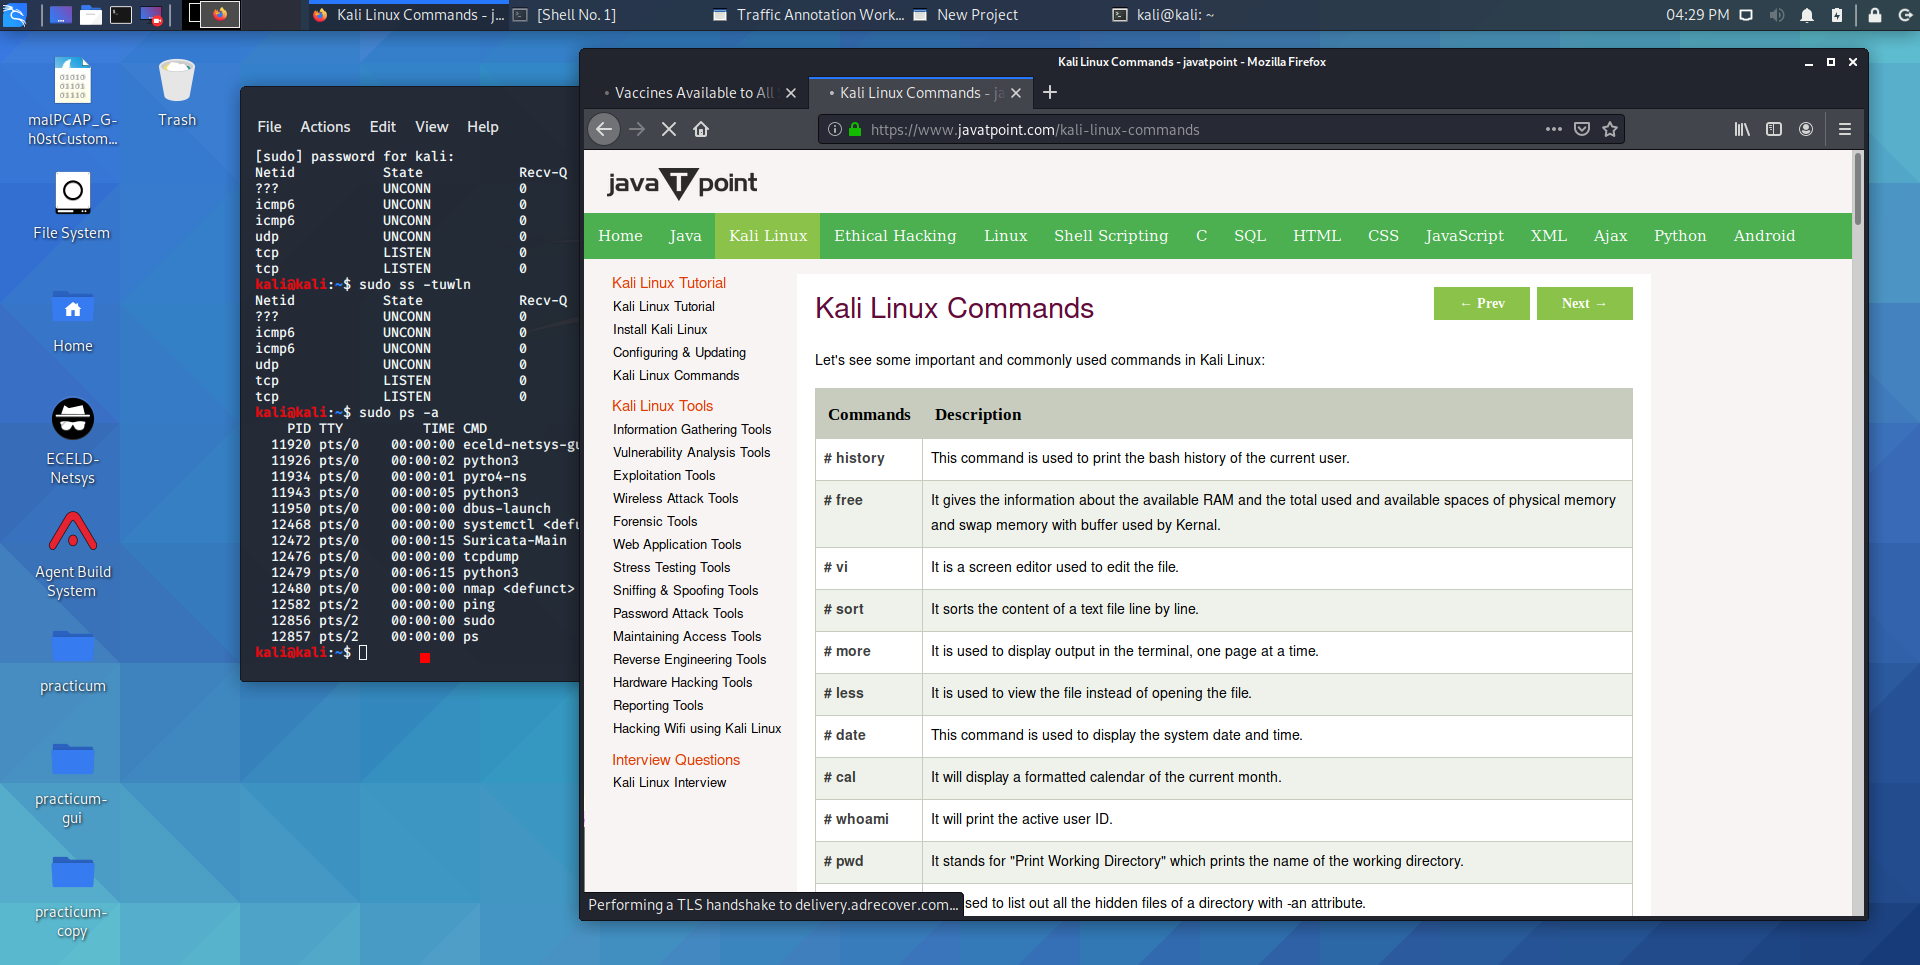 Kali Linux Commands - j...
[Shell No. 1]
Traffic Annotation Work...
New Project
kali@kali: ~
04:29 PM
malPCAP_G-
h0stCustom...
Trash
File System
Home
ECELD-
Netsys
Agent Build
System
practicum
practicum-
gui
practicum-
copy
File Actions Edit View Help
[sudo] password for kali:
Netid State Recv-Q
??? UNCONN 0
icmp6 UNCONN 0
icmp6 UNCONN 0
udp UNCONN 0
tcp LISTEN 0
tcp LISTEN 0
kali@kali:~$ sudo ss -tuwln
Netid State Recv-Q
??? UNCONN 0
icmp6 UNCONN 0
icmp6 UNCONN 0
udp UNCONN 0
tcp LISTEN 0
tcp LISTEN 0
kali@kali:~$ sudo ps -a
PID TTY TIME CMD
11920 pts/0 00:00:00 eceld-netsys-gu
11926 pts/0 00:00:02 python3
11934 pts/0 00:00:01 pyro4-ns
11943 pts/0 00:00:05 python3
11950 pts/0 00:00:00 dbus-launch
12468 pts/0 00:00:00 systemctl <defu
12472 pts/0 00:00:15 Suricata-Main
12476 pts/0 00:00:00 tcpdump
12479 pts/0 00:06:15 python3
12480 pts/0 00:00:00 nmap <defunct>
12582 pts/2 00:00:00 ping
12856 pts/2 00:00:00 sudo
12857 pts/2 00:00:00 ps
kali@kali:~$
Kali Linux Commands - javatpoint - Mozilla Firefox
Vaccines Available to All
Kali Linux Commands - ja
https://www.javatpoint.com/kali-linux-commands
javaTpoint
Home Java Kali Linux Ethical Hacking Linux Shell Scripting C SQL HTML CSS JavaScript XML Ajax Python Android
Kali Linux Tutorial
Kali Linux Tutorial
Install Kali Linux
Configuring & Updating
Kali Linux Commands
Kali Linux Tools
Information Gathering Tools
Vulnerability Analysis Tools
Exploitation Tools
Wireless Attack Tools
Forensic Tools
Web Application Tools
Stress Testing Tools
Sniffing & Spoofing Tools
Password Attack Tools
Maintaining Access Tools
Reverse Engineering Tools
Hardware Hacking Tools
Reporting Tools
Hacking Wifi using Kali Linux
Interview Questions
Kali Linux Interview
Kali Linux Commands
← Prev
Next →
Let's see some important and commonly used commands in Kali Linux:
Commands Description
# history This command is used to print the bash history of the current user.
# free It gives the information about the available RAM and the total used and available spaces of physical memory
and swap memory with buffer used by Kernal.
# vi It is a screen editor used to edit the file.
# sort It sorts the content of a text file line by line.
# more It is used to display output in the terminal, one page at a time.
# less It is used to view the file instead of opening the file.
# date This command is used to display the system date and time.
# cal It will display a formatted calendar of the current month.
# whoami It will print the active user ID.
# pwd It stands for "Print Working Directory" which prints the name of the working directory.
sed to list out all the hidden files of a directory with -an attribute.
Performing a TLS handshake to delivery.adrecover.com...